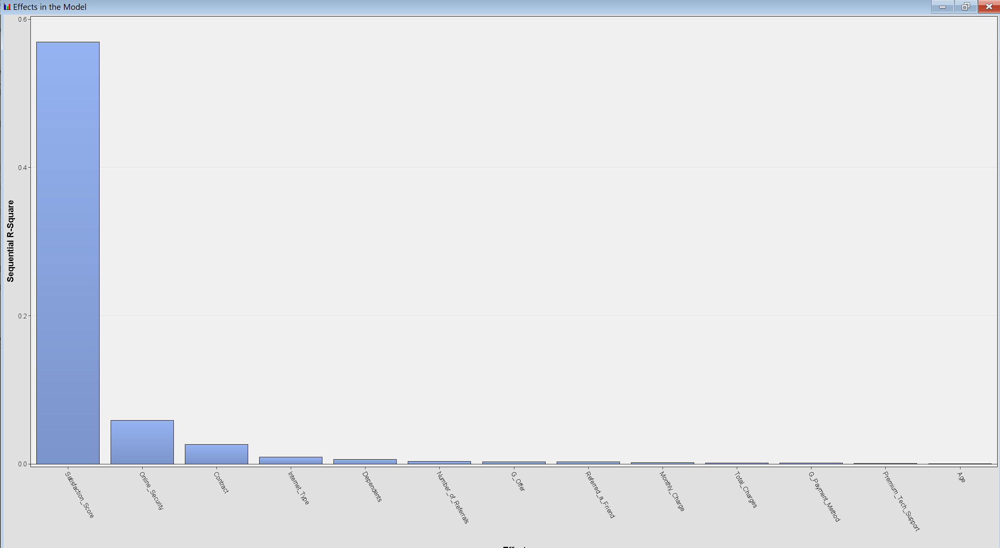 Effects in the Model
0.6
0.4
0.2
0.0
Sequential R-Square
Satisfaction_Score
Online_Security
Contract
Internet_Type
Dependents
Number_of_Referrals
G_Offer
Referred_a_Friend
Monthly_Charge
Total_Charges
G_Payment_Method
Premium_Tech_Support
Age